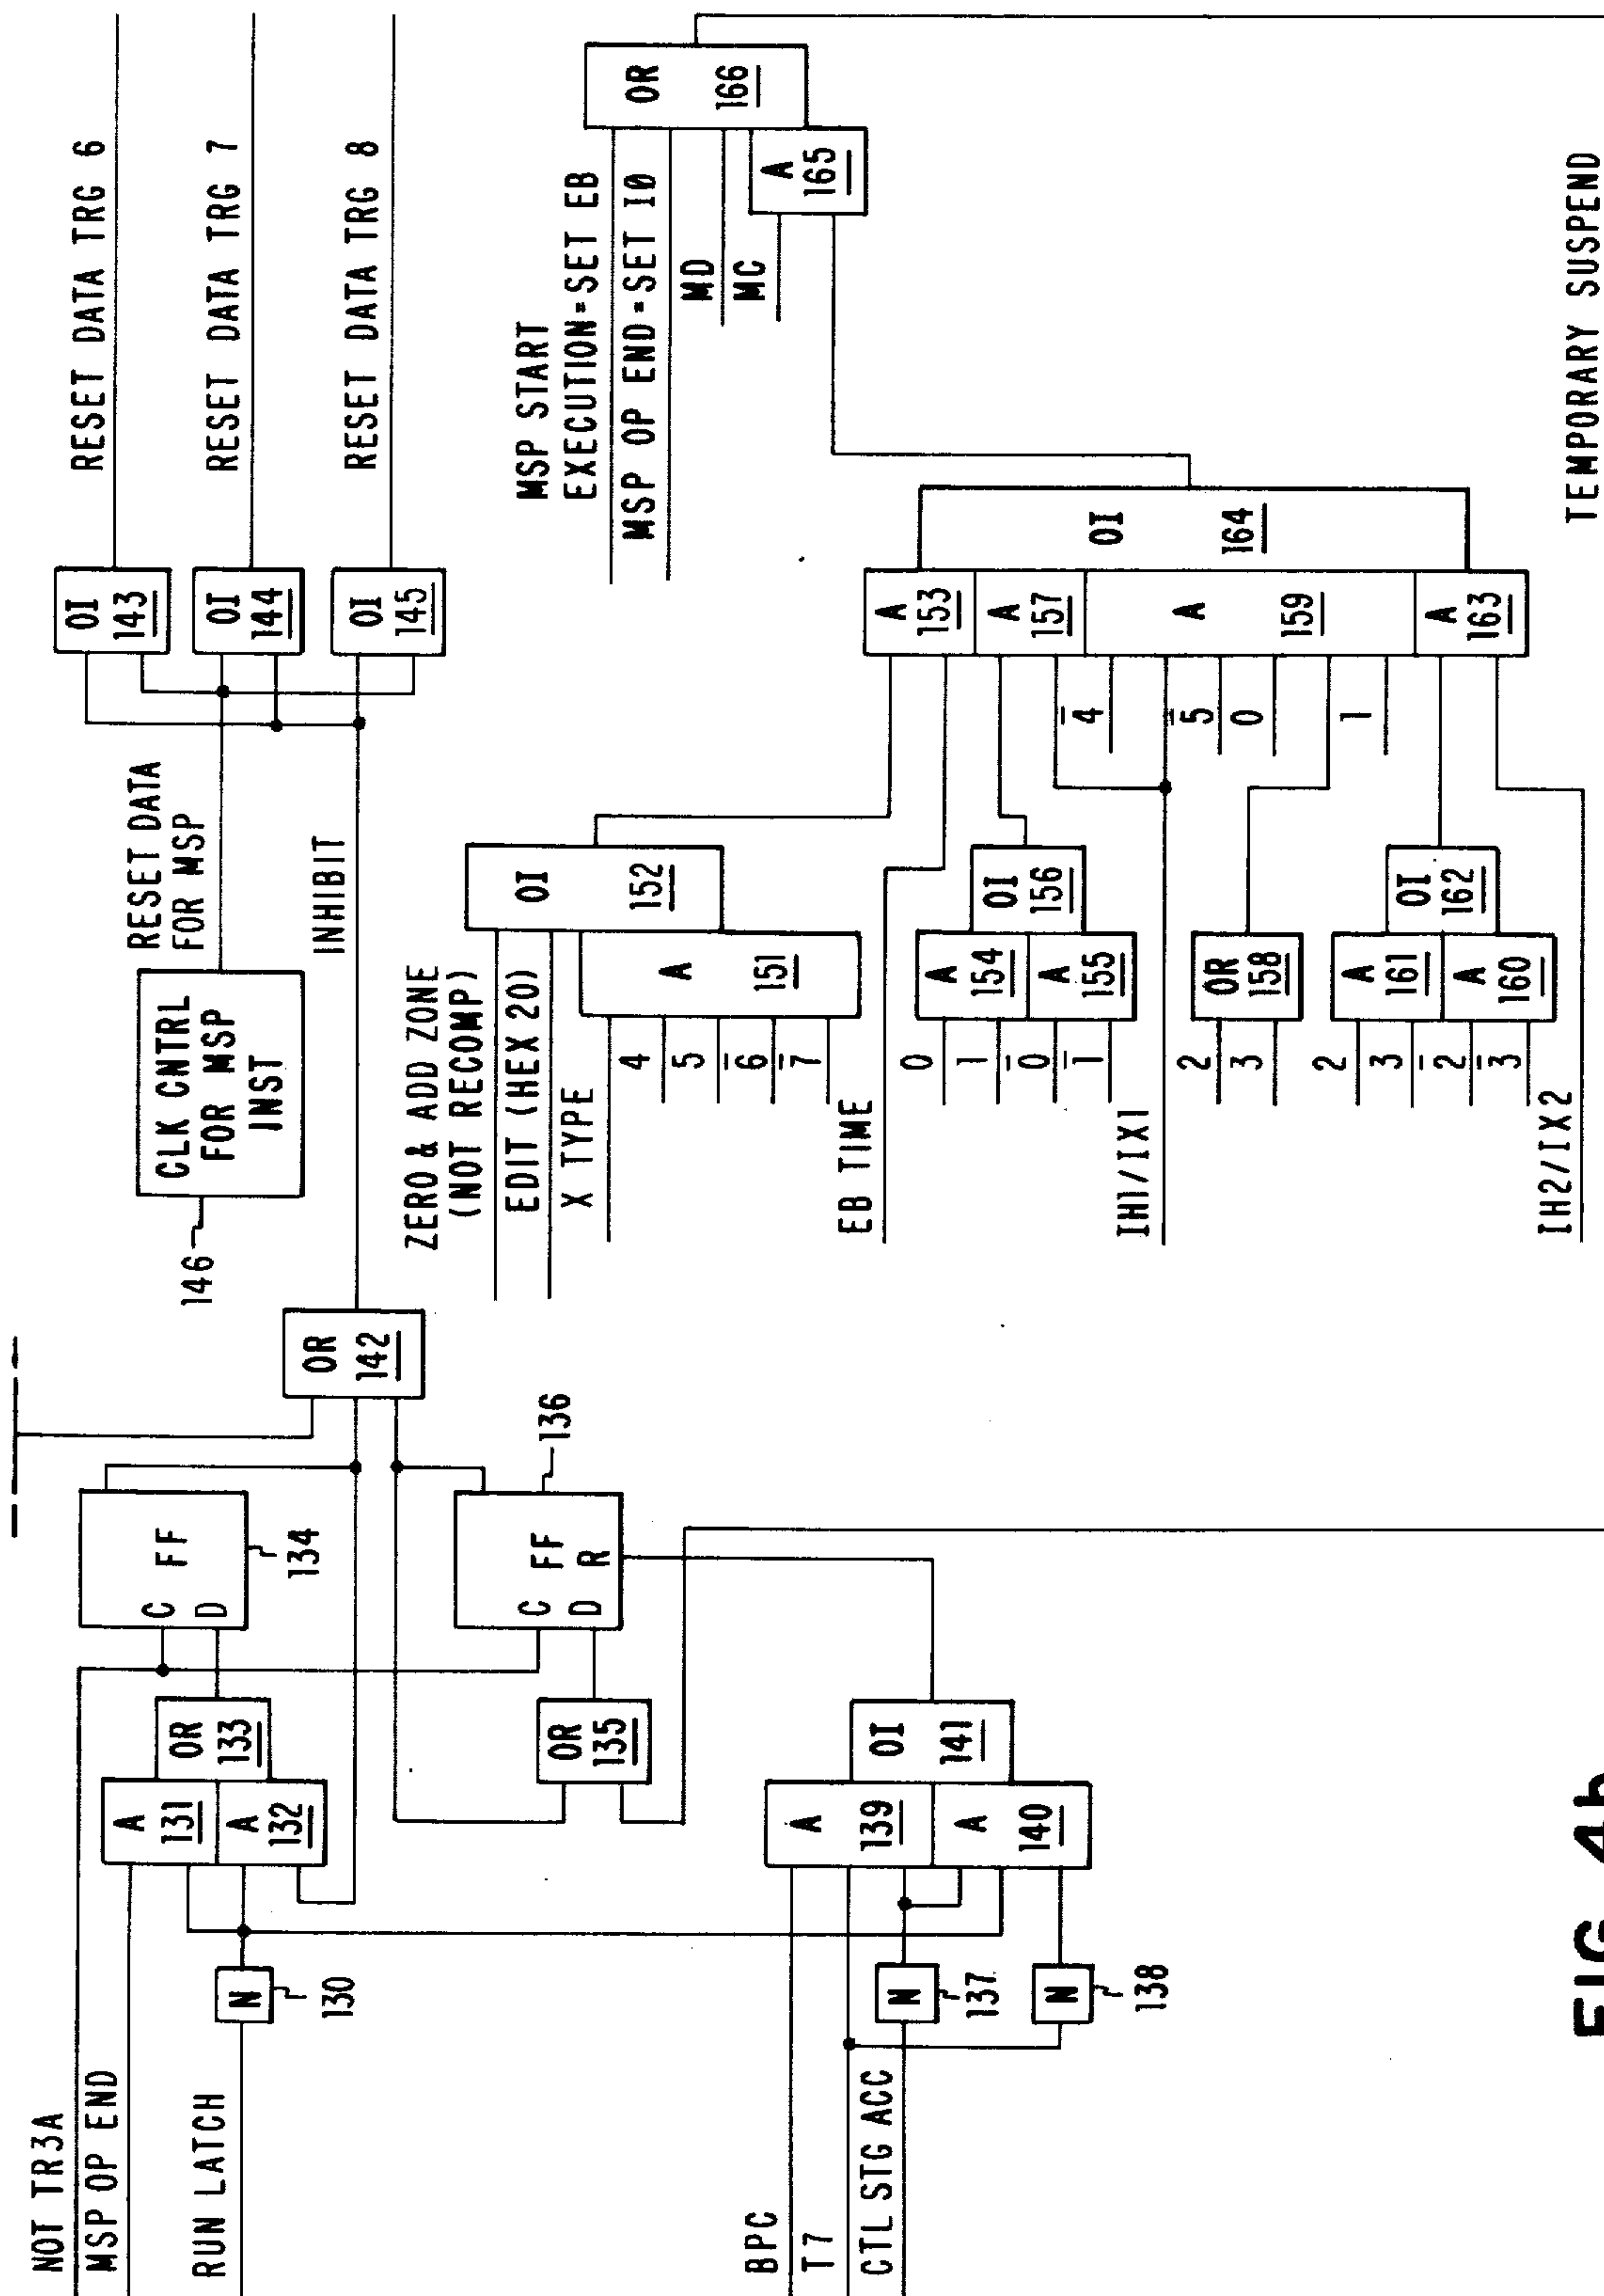 NOT TR3A
MSP OP END
RUN LATCH
N
130
A
131
A
132
OR
133
C FF
D
134
OR
135
C FF
D R
136
BPC
T7
CTL STG ACC
N
137
N
138
A
139
A
140
OI
141
OR
142
INHIBIT
146
CLK CNTRL
FOR MSP
INST
RESET DATA
FOR MSP
OI
143
OI
144
OI
145
RESET DATA TRG 6
RESET DATA TRG 7
RESET DATA TRG 8
ZERO & ADD ZONE
(NOT RECOMP)
EDIT (HEX 20)
X TYPE
4
5
6̅
7̅
A
151
OI
152
EB TIME
0
1
0̅
1̅
A
154
A
155
OI
156
IH1/IX1
2
3
OR
158
2
3
2̅
3̅
A
161
A
160
OI
162
IH2/IX2
4̅
5̅
0
1
A
153
A
157
A
159
A
163
OI
164
MSP START
EXECUTION=SET EB
MSP OP END=SET I0
MD
MC
A
165
OR
166
TEMPORARY SUSPEND
FIG. 4b